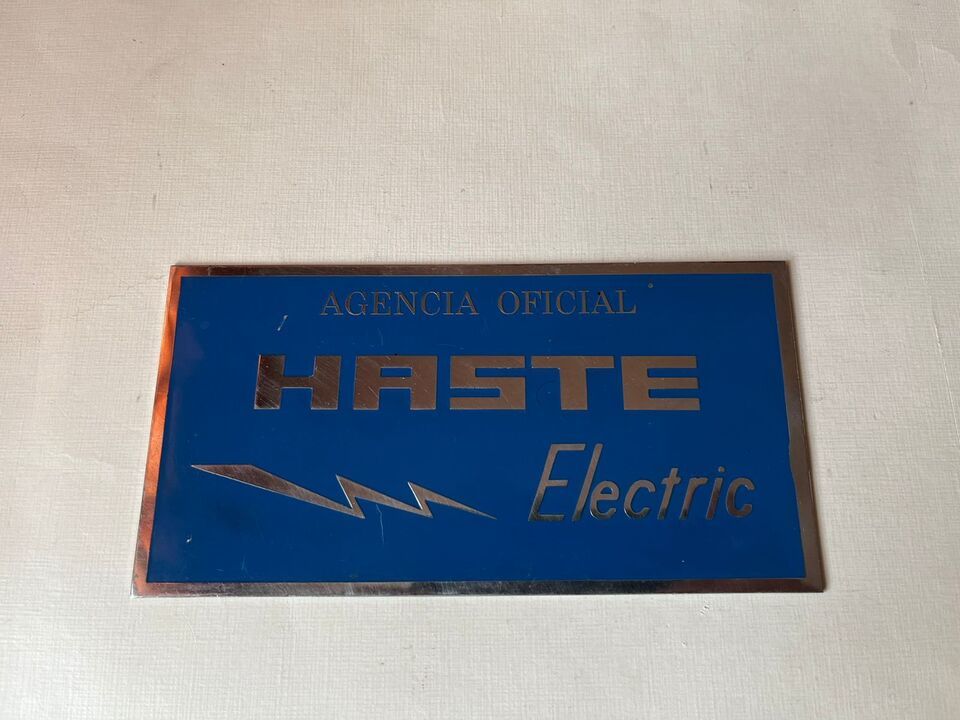 AGENCIA OFICIAL
HASTE
Electric